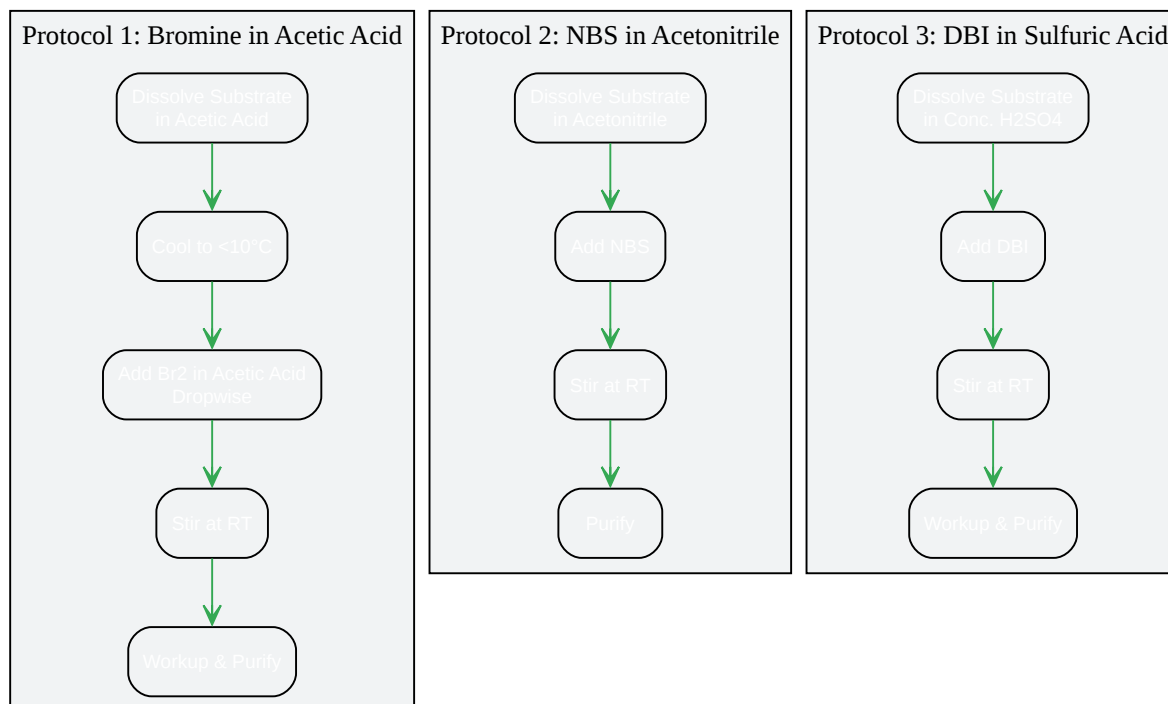 Protocol 1: Bromine in Acetic Acid
Dissolve Substrate
in Acetic Acid
Cool to <10°C
Add Br2 in Acetic Acid
Dropwise
Stir at RT
Workup & Purify
Protocol 2: NBS in Acetonitrile
Dissolve Substrate
in Acetonitrile
Add NBS
Stir at RT
Purify
Protocol 3: DBI in Sulfuric Acid
Dissolve Substrate
in Conc. H2SO4
Add DBI
Stir at RT
Workup & Purify